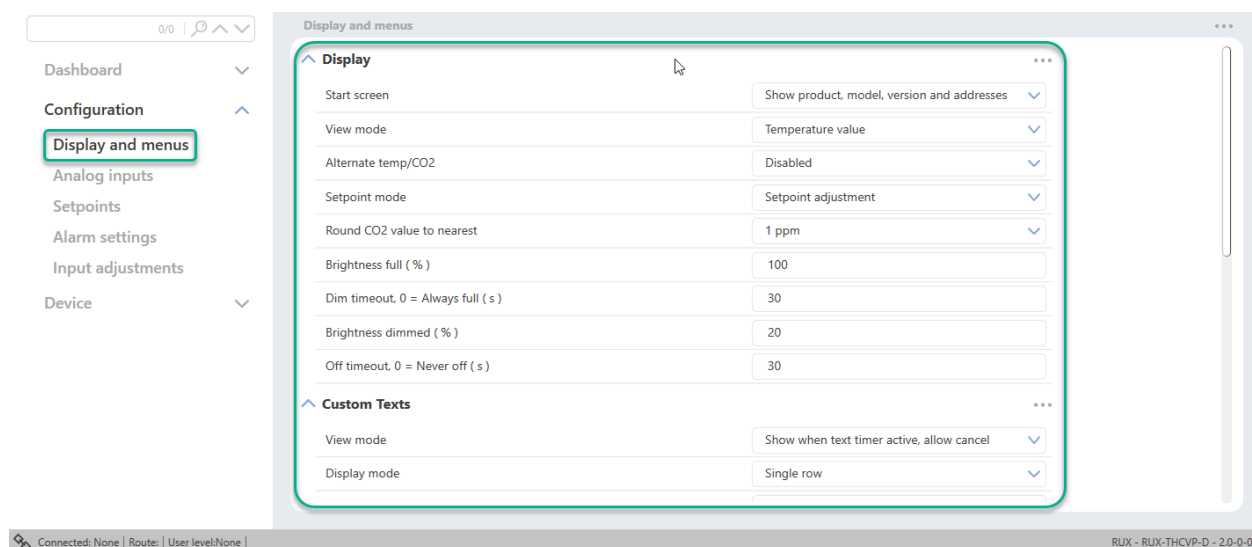 0/0
Display and menus
Dashboard
Configuration
Display and menus
Analog inputs
Setpoints
Alarm settings
Input adjustments
Device
Display
Start screen Show product, model, version and addresses
View mode Temperature value
Alternate temp/CO2 Disabled
Setpoint mode Setpoint adjustment
Round CO2 value to nearest 1 ppm
Brightness full ( % ) 100
Dim timeout, 0 = Always full ( s ) 30
Brightness dimmed ( % ) 20
Off timeout, 0 = Never off ( s ) 30
Custom Texts
View mode Show when text timer active, allow cancel
Display mode Single row
Connected: None | Route: | User level:None | RUX - RUX-THCVP-D - 2.0-0-0